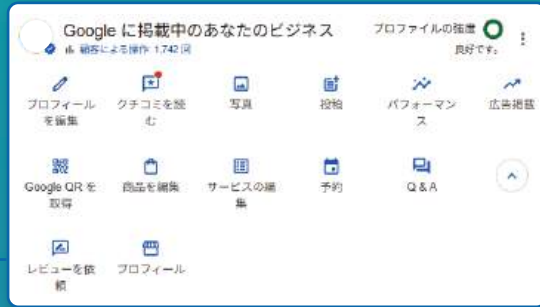 Google に掲載中のあなたのビジネス
顧客による操作 1,742 回
プロファイルの強度
良好です。
プロフィール
を編集
クチコミを読
む
写真
投稿
パフォーマン
ス
広告掲載
Google QR を
取得
商品を編集
サービスの編
集
予約
Q & A
レビューを依
頼
プロフィール